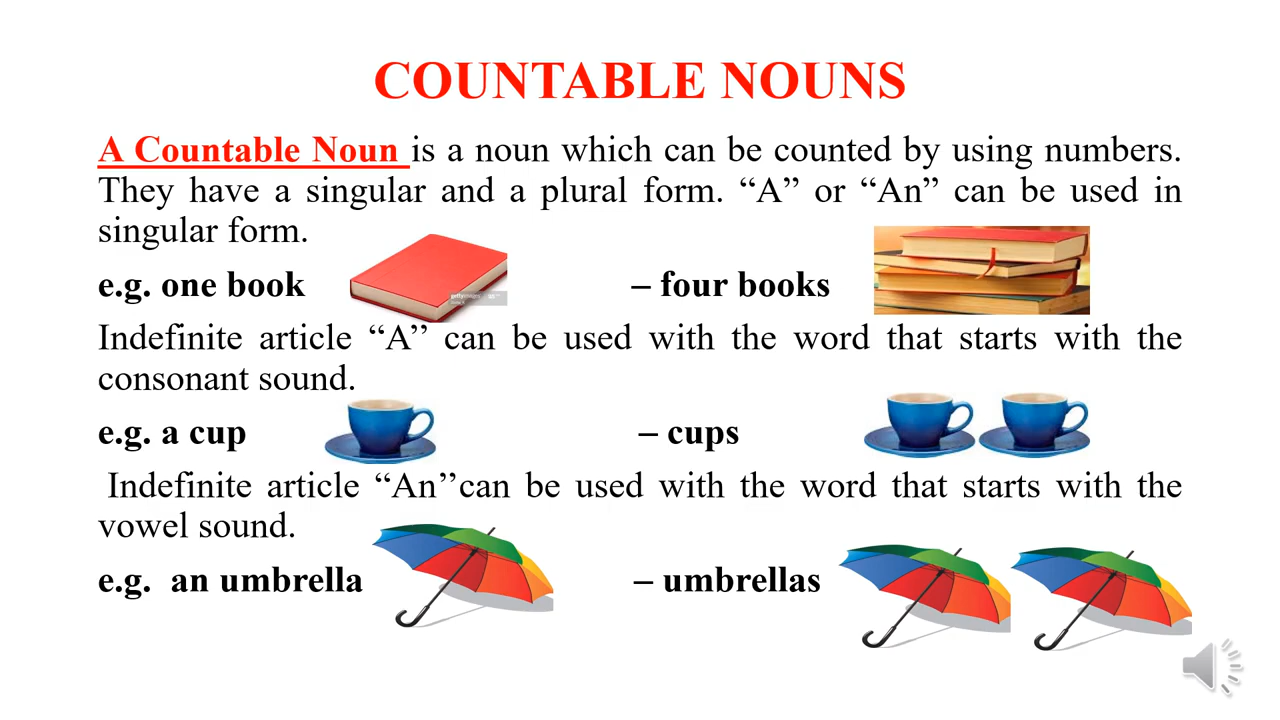 COUNTABLE NOUNS
A Countable Noun is a noun which can be counted by using numbers.
They have a singular and a plural form. “A” or “An” can be used in
singular form.
e.g. one book – four books
Indefinite article “A” can be used with the word that starts with the
consonant sound.
e.g. a cup – cups
Indefinite article “An’’can be used with the word that starts with the
vowel sound.
e.g. an umbrella – umbrellas